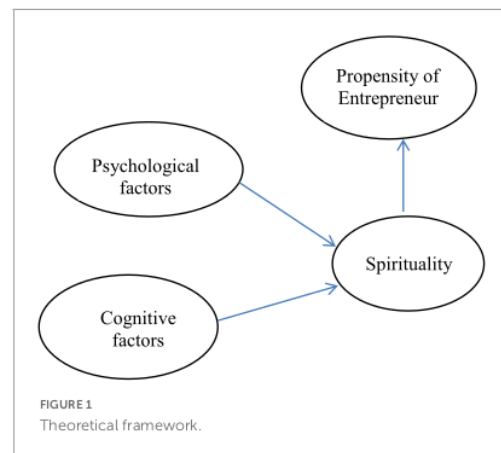 Propensity of
Entrepreneur
Psychological
factors
Spirituality
Cognitive
factors
FIGURE 1
Theoretical framework.